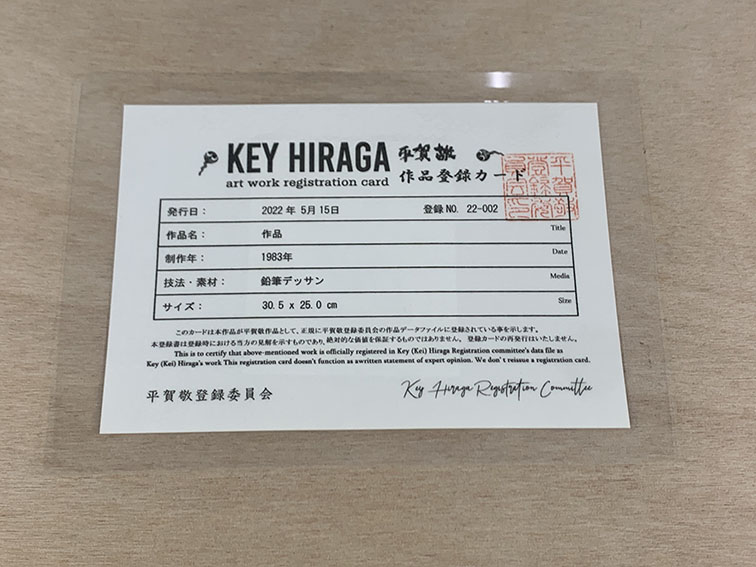 KEY HIRAGA 平賀敬
art work registration card 作品登録カード
発行日： 2022 年 5月 15日 登録 NO. 22-002
作品名： 作品 Title
制作年： 1983年 Date
技法・素材： 鉛筆デッサン Media
サイズ： 30.5 x 25.0 cm Size
このカードは本作品が平賀敬作品として、正規に平賀敬登録委員会の作品データファイルに登録されている事を示します。
本登録書は登録時における当方の見解を示すものであり、絶対的な価値を保証するものではありません。 登録カードの再発行はいたしません。
This is to certify that above-mentioned work is officially registered in Key (Kei) Hiraga Registration committee's data file as
Key (Kei) Hiraga's work This registration card doesn't function as awritten statement of expert opinion. We don't reissue a registration card.
平賀敬登録委員会 Key Hiraga Registration Committee